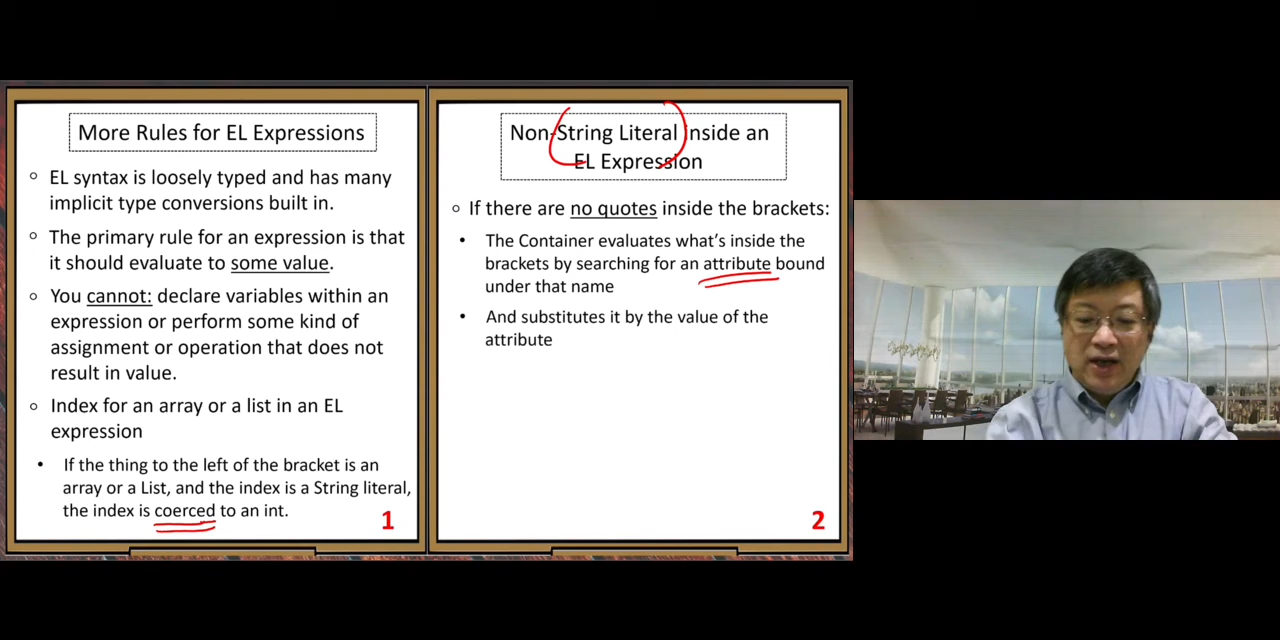 More Rules for EL Expressions
◦ EL syntax is loosely typed and has many
implicit type conversions built in.
◦ The primary rule for an expression is that
it should evaluate to some value.
◦ You cannot: declare variables within an
expression or perform some kind of
assignment or operation that does not
result in value.
◦ Index for an array or a list in an EL
expression
• If the thing to the left of the bracket is an
array or a List, and the index is a String literal,
the index is coerced to an int.
1
Non-String Literal Inside an
EL Expression
◦ If there are no quotes inside the brackets:
• The Container evaluates what's inside the
brackets by searching for an attribute bound
under that name
• And substitutes it by the value of the
attribute
2